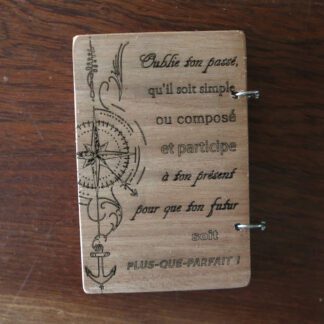 Oublie ton passé,
qu'il soit simple
ou composé
et participe
à ton présent
pour que ton futur
soit
PLUS-QUE-PARFAIT !